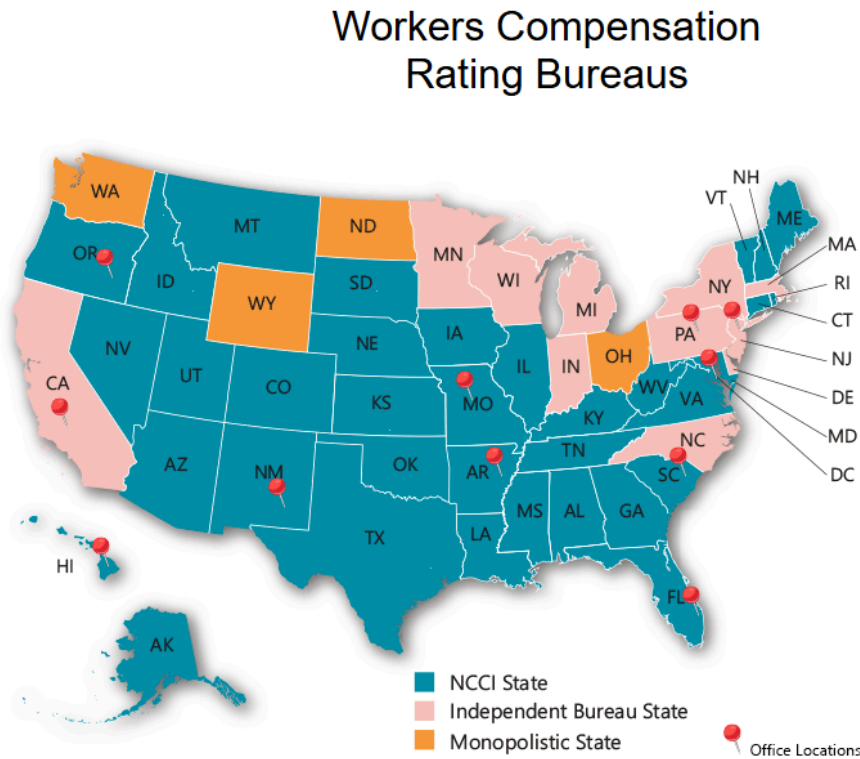 Workers Compensation
Rating Bureaus
WA
OR
CA
ID
NV
MT
WY
UT
AZ
CO
NM
ND
SD
NE
KS
OK
TX
MN
IA
MO
AR
LA
WI
IL
MI
IN
OH
KY
TN
MS
AL
GA
FL
SC
NC
VA
WV
PA
NY
VT
NH
ME
MA
RI
CT
NJ
DE
MD
DC
HI
AK
NCCI State
Independent Bureau State
Monopolistic State
Office Locations